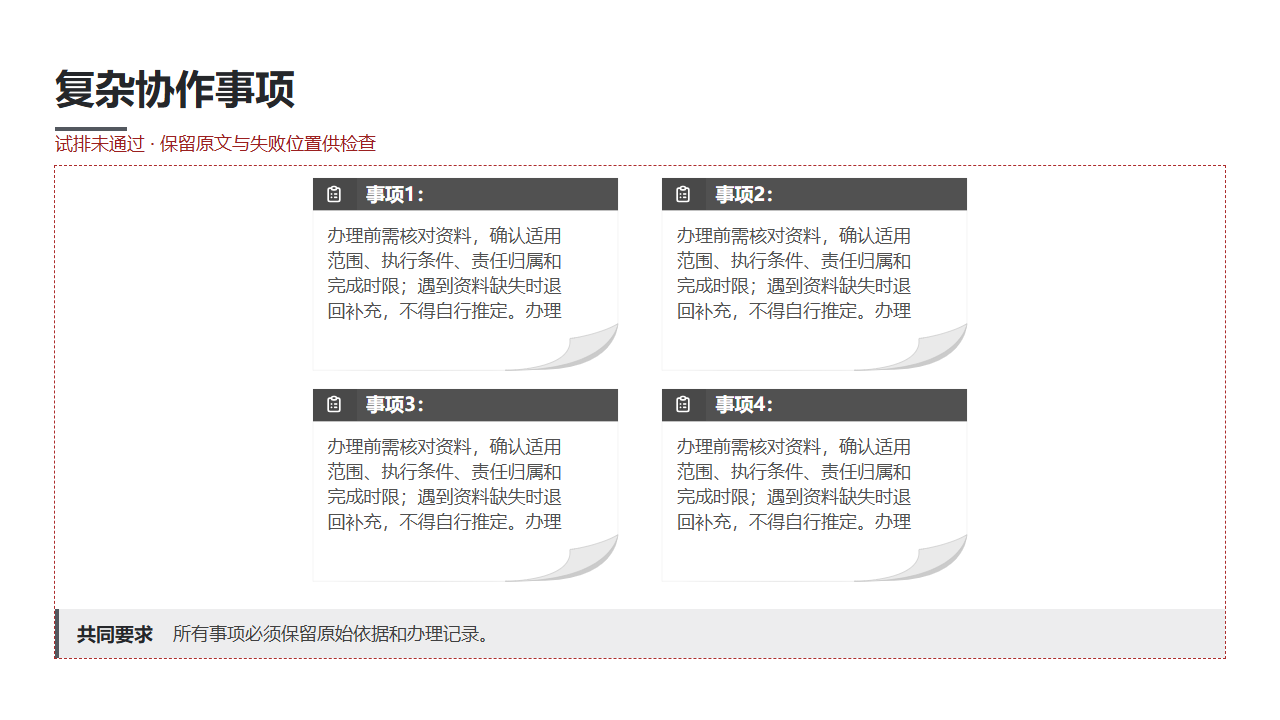 复杂协作事项
试排未通过 · 保留原文与失败位置供检查
事项1：
办理前需核对资料，确认适用
范围、执行条件、责任归属和
完成时限；遇到资料缺失时退
回补充，不得自行推定。办理
事项2：
办理前需核对资料，确认适用
范围、执行条件、责任归属和
完成时限；遇到资料缺失时退
回补充，不得自行推定。办理
事项3：
办理前需核对资料，确认适用
范围、执行条件、责任归属和
完成时限；遇到资料缺失时退
回补充，不得自行推定。办理
事项4：
办理前需核对资料，确认适用
范围、执行条件、责任归属和
完成时限；遇到资料缺失时退
回补充，不得自行推定。办理
共同要求 所有事项必须保留原始依据和办理记录。